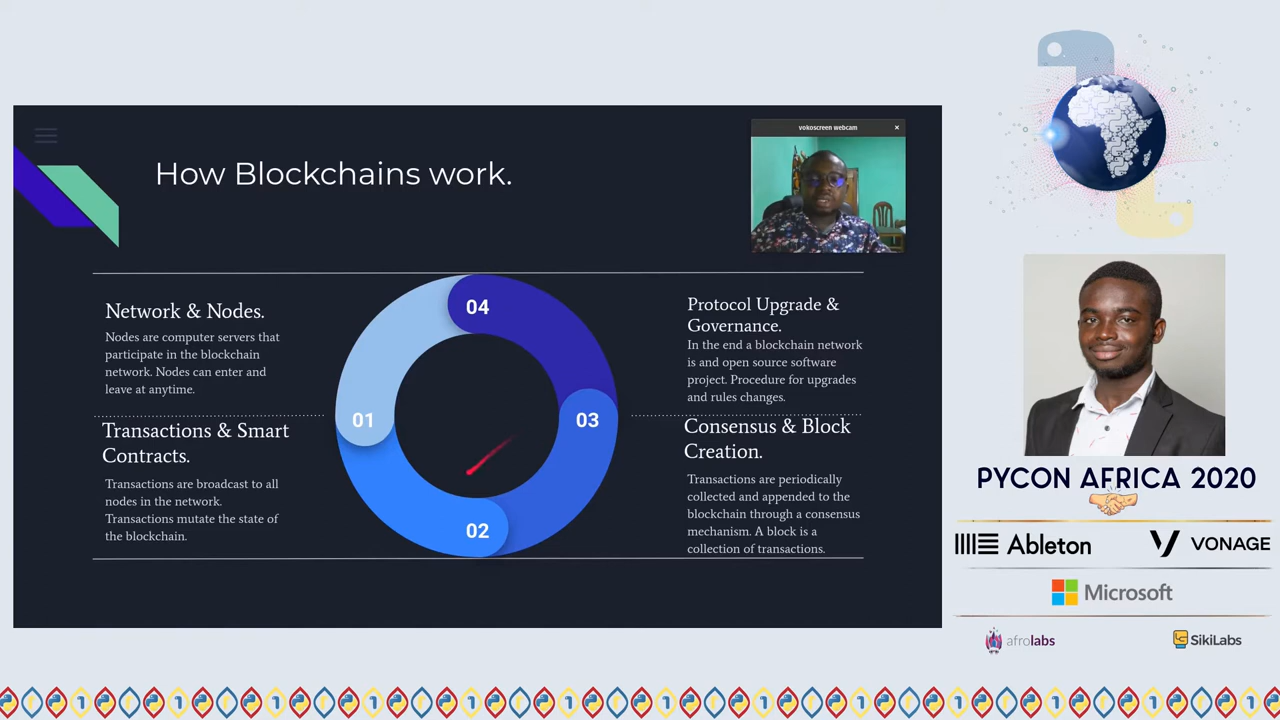 How Blockchains work.
vokoscreen webcam
×
Network & Nodes.
Nodes are computer servers that
participate in the blockchain
network. Nodes can enter and
leave at anytime.
Transactions & Smart
Contracts.
Transactions are broadcast to all
nodes in the network.
Transactions mutate the state of
the blockchain.
04
01
03
02
Protocol Upgrade &
Governance.
In the end a blockchain network
is and open source software
project. Procedure for upgrades
and rules changes.
Consensus & Block
Creation.
Transactions are periodically
collected and appended to the
blockchain through a consensus
mechanism. A block is a
collection of transactions.
PYCON AFRICA 2020
Ableton
VONAGE
Microsoft
afrolabs
SikiLabs